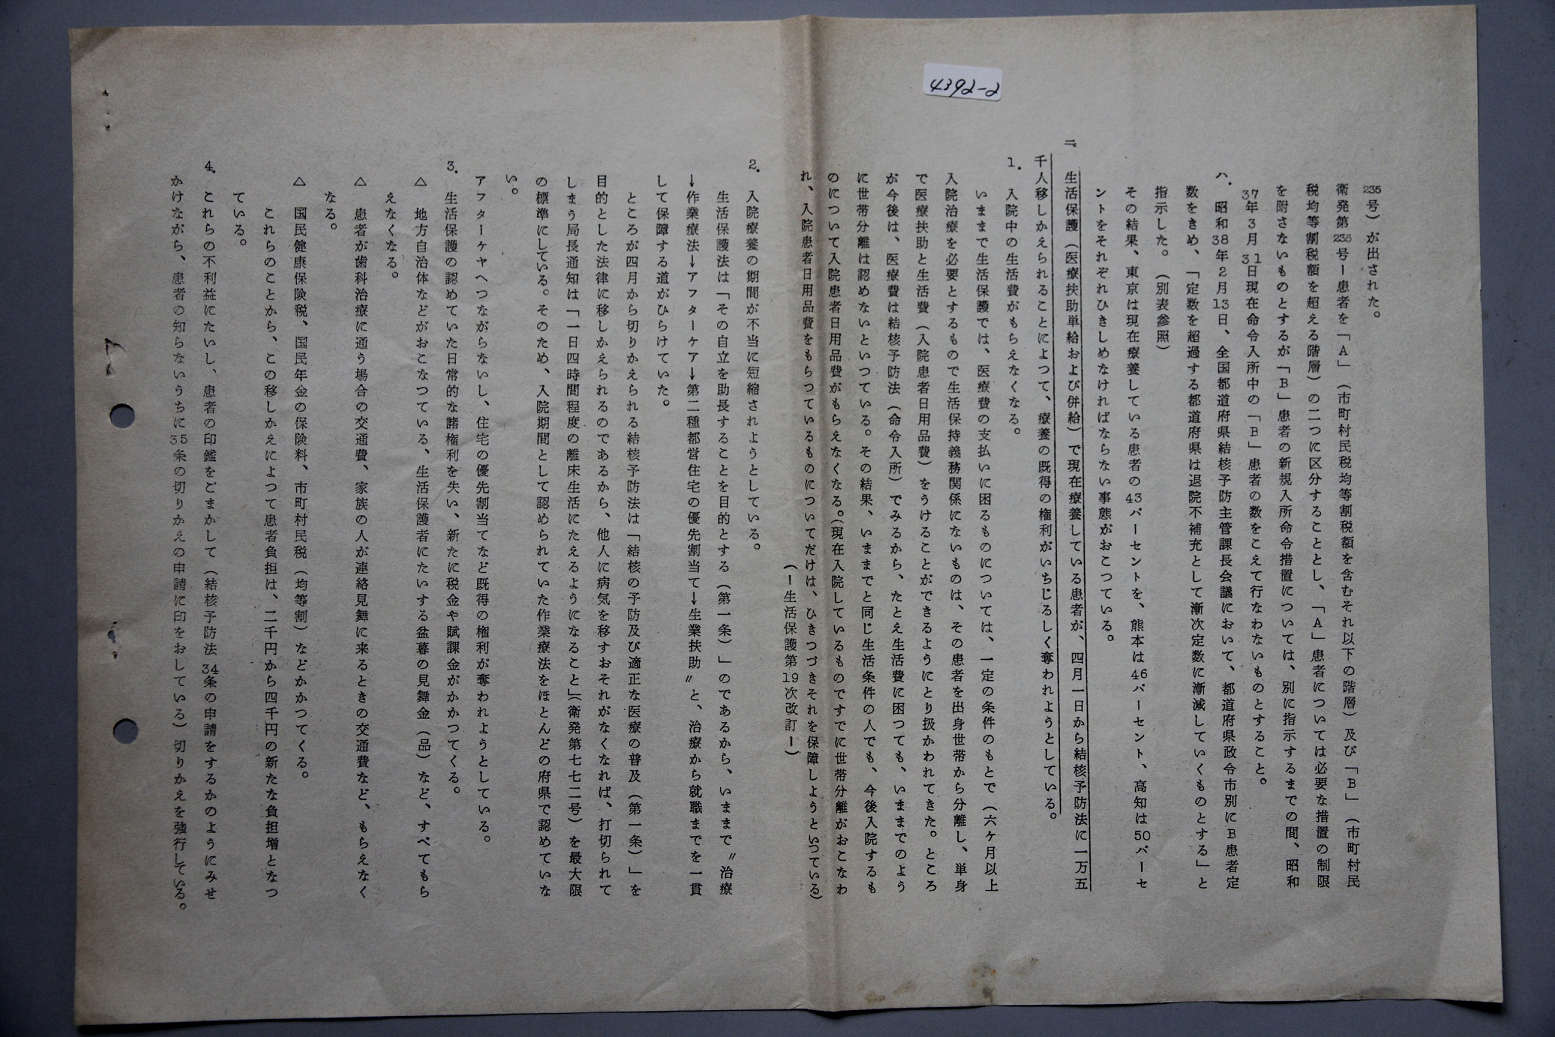 4392-2
235号）が出された。
衛発第235号ー患者を「A」（市町村民税均等割税額を含むそれ以下の階層）及び「B」（市町村民
税均等割税額を超える階層）の二つに区分することとし、「A」患者については必要な措置の制限
を附さないものとするが「B」患者の新規入所命令措置については、別に指示するまでの間、昭和
37年3月31日現在命令入所中の「B」患者の数をこえて行なわないものとすること。
ハ．昭和38年2月13日、全国都道府県結核予防主管課長会議において、都道府県政令市別にB患者定
数をきめ、「定数を超過する都道府県は退院不補充として漸次定数に漸減していくものとする」と
指示した。（別表参照）
その結果、東京は現在療養している患者の43パーセントを、熊本は46パーセント、高知は50パーセ
ントをそれぞれひきしめなければならない事態がおこつている。
二、生活保護（医療扶助単給および併給）で現在療養している患者が、四月一日から結核予防法に一万五
千人移しかえられることによつて、療養の既得の権利がいちじるしく奪われようとしている。
1．入院中の生活費がもらえなくなる。
いままで生活保護では、医療費の支払いに困るものについては、一定の条件のもとで（六ケ月以上
入院治療を必要とするもので生活保持義務関係にないものは、その患者を出身世帯から分離し、単身
で医療扶助と生活費（入院患者日用品費）をうけることができるようにとり扱かわれてきた。ところ
が今後は、医療費は結核予防法（命令入所）でみるから、たとえ生活費に困つても、いままでのよう
に世帯分離は認めないといつている。その結果、いままでと同じ生活条件の人でも、今後入院するも
のについて入院患者日用品費がもらえなくなる。（現在入院しているものですでに世帯分離がおこなわ
れ、入院患者日用品費をもらつているものについてだけは、ひきつづきそれを保障しようといつている）
（ー生活保護第19次改訂ー）
2．入院療養の期間が不当に短縮されようとしている。
生活保護法は「その自立を助長することを目的とする（第一条）」のであるから、いままで〃治療
→作業療法→アフターケア→第二種都営住宅の優先割当て→生業扶助〃と、治療から就職までを一貫
して保障する道がひらけていた。
ところが四月から切りかえられる結核予防法は「結核の予防及び適正な医療の普及（第一条）」を
目的とした法律に移しかえられるのであるから、他人に病気を移すおそれがなくなれば、打切られて
しまう局長通知は「一日四時間程度の離床生活にたえるようになること」（衛発第七七二号）を最大限
の標準にしている。そのため、入院期間として認められていた作業療法をほとんどの府県で認めていな
い。
アフターケヤへつながらないし、住宅の優先割当てなど既得の権利が奪われようとしている。
3．生活保護の認めていた日常的な諸権利を失い、新たに税金や賦課金がかかつてくる。
△　地方自治体などがおこなつている、生活保護者にたいする盆暮の見舞金（品）など、すべてもら
えなくなる。
△　患者が歯科治療に通う場合の交通費、家族の人が連絡見舞に来るときの交通費など、もらえなく
なる。
△　国民健康保険税、国民年金の保険料、市町村民税（均等割）などかかつてくる。
これらのことから、この移しかえによつて患者負担は、二千円から四千円の新たな負担増となつ
ている。
4．これらの不利益にたいし、患者の印鑑をごまかして（結核予防法34条の申請をするかのようにみせ
かけながら、患者の知らないうちに35条の切りかえの申請に印をおしている）切りかえを強行している。